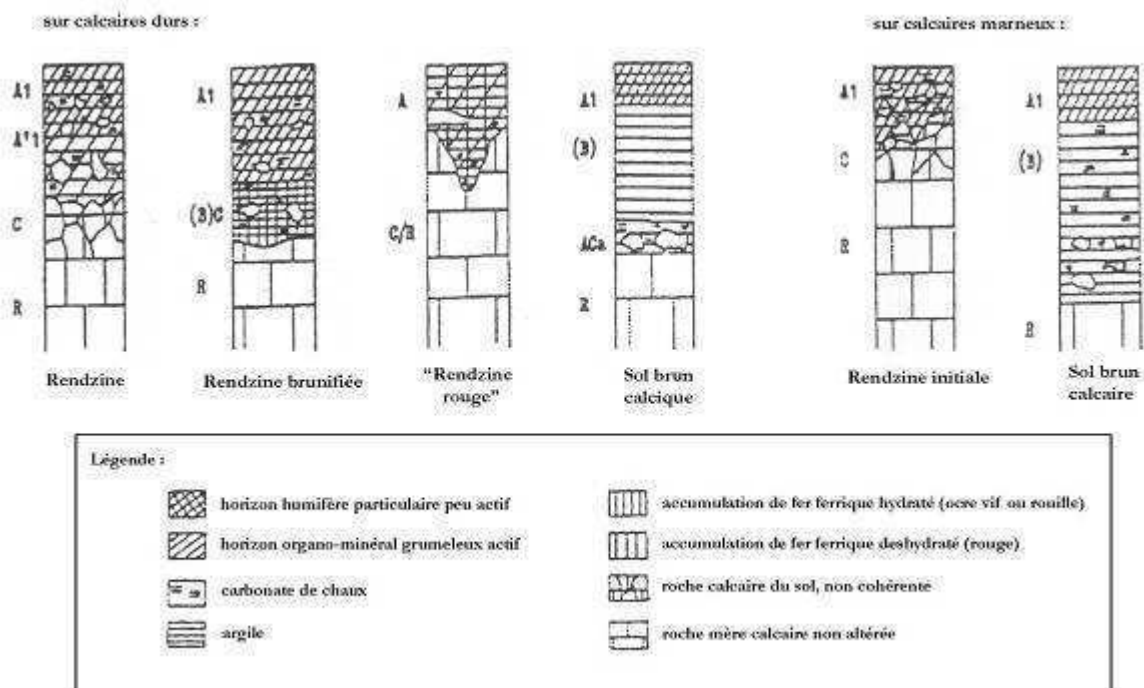 sur calcaires durs :
sur calcaires marneux :
A1
A'1
C
R
Rendzine
A1
(B)C
R
Rendzine brunifiée
A
C/R
"Rendzine
rouge"
A1
(B)
ACa
R
Sol brun
calcique
A1
C
R
Rendzine initiale
A1
(B)
R
Sol brun
calcaire
Légende :
horizon humifère particulaire peu actif
horizon organo-minéral grumeleux actif
carbonate de chaux
argile
accumulation de fer ferrique hydraté (ocre vif ou rouille)
accumulation de fer ferrique deshydraté (rouge)
roche calcaire du sol, non cohérenté
roche mère calcaire non altérée